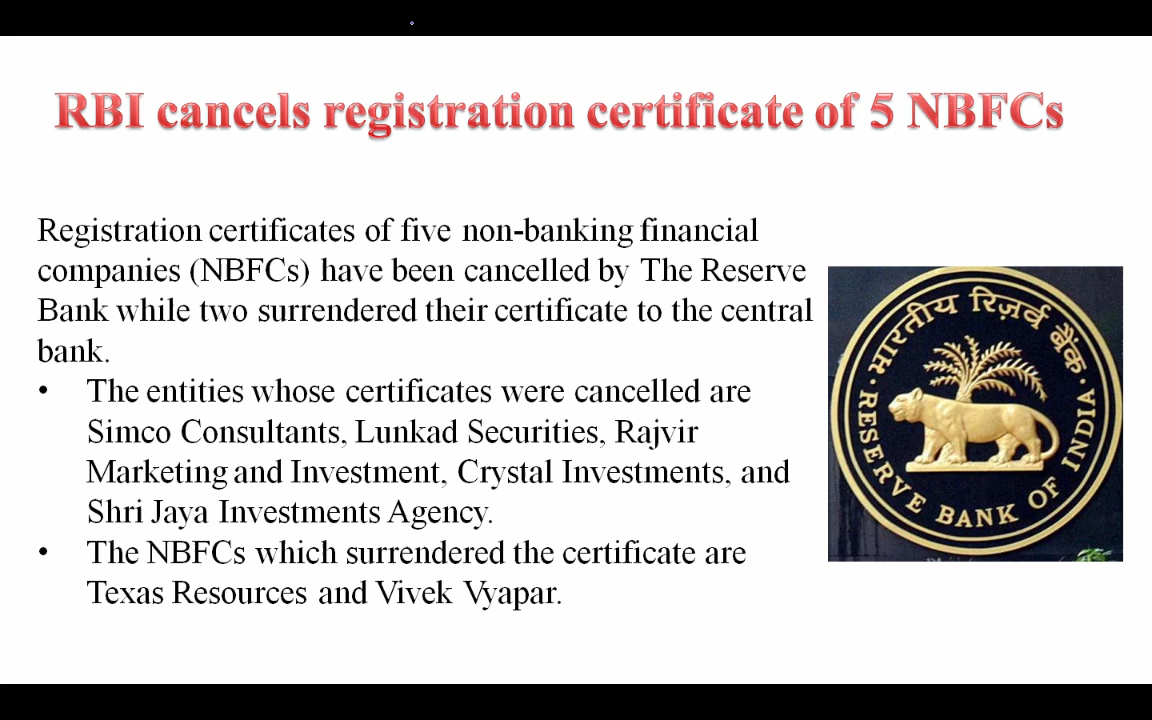 RBI cancels registration certificate of 5 NBFCs
Registration certificates of five non-banking financial
companies (NBFCs) have been cancelled by The Reserve
Bank while two surrendered their certificate to the central
bank.
• The entities whose certificates were cancelled are
Simco Consultants, Lunkad Securities, Rajvir
Marketing and Investment, Crystal Investments, and
Shri Jaya Investments Agency.
• The NBFCs which surrendered the certificate are
Texas Resources and Vivek Vyapar.
भारतीय रिज़र्व बैंक
RESERVE BANK OF INDIA